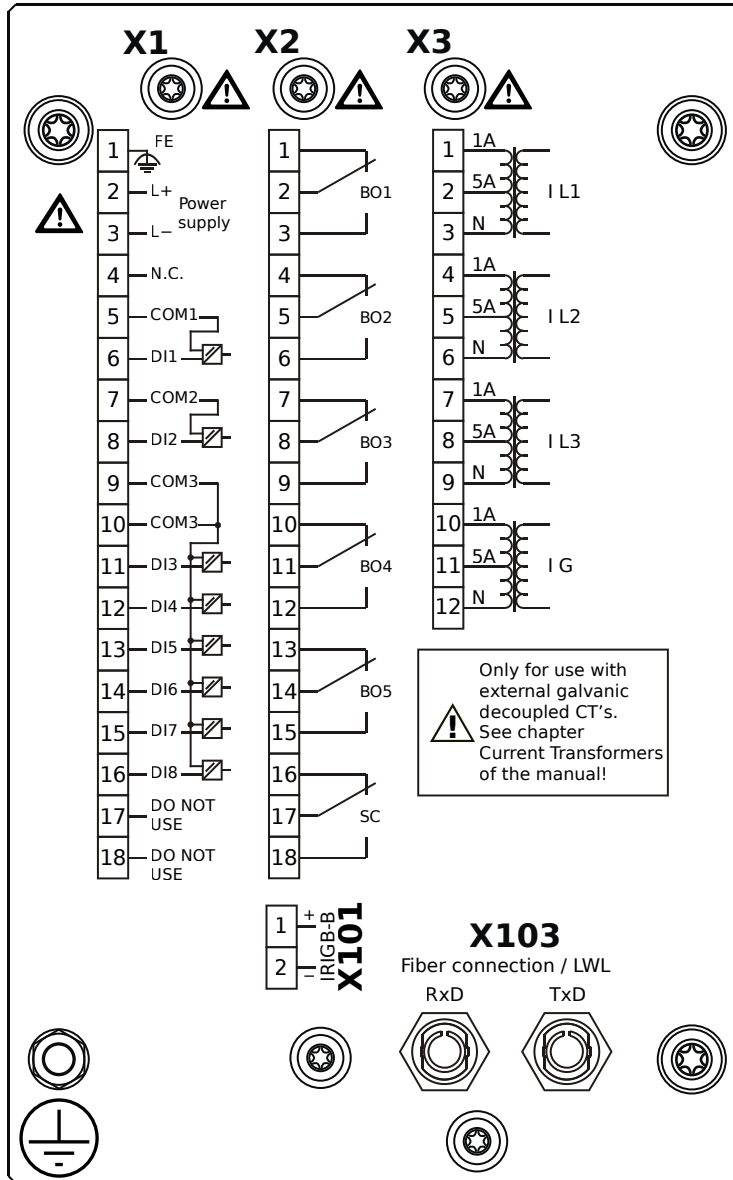 X1
X2
X3
1 FE
2 L+
Power
supply
3 L−
4 N.C.
5 COM1
6 DI1
7 COM2
8 DI2
9 COM3
10 COM3
11 DI3
12 DI4
13 DI5
14 DI6
15 DI7
16 DI8
17 DO NOT
USE
18 DO NOT
USE
1
2 BO1
3
4
5 BO2
6
7
8 BO3
9
10
11 BO4
12
13
14 BO5
15
16
17 SC
18
1 1A
2 5A I L1
3 N
4 1A
5 5A I L2
6 N
7 1A
8 5A I L3
9 N
10 1A
11 5A I G
12 N
Only for use with
external galvanic
decoupled CT's.
See chapter
Current Transformers
of the manual!
1 +
2 −
IRIGB-B
X101
X103
Fiber connection / LWL
RxD TxD